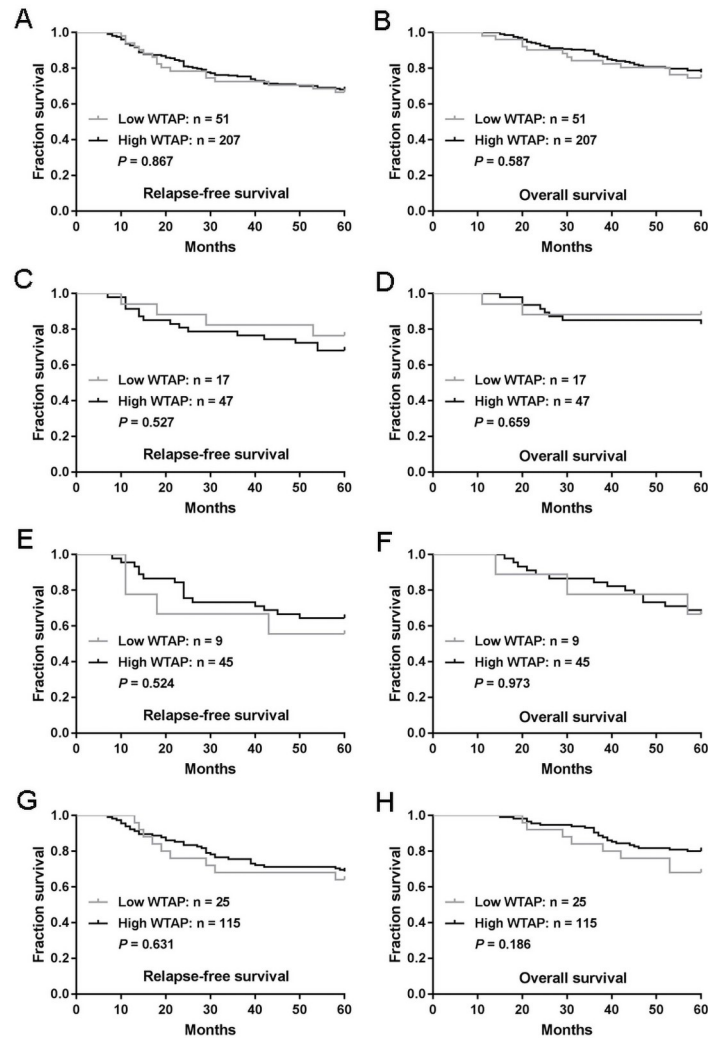 A
Fraction survival
1.0
0.8
0.6
0.4
0.2
0.0
Low WTAP: n = 51
High WTAP: n = 207
P = 0.867
Relapse-free survival
0 10 20 30 40 50 60
Months
B
Fraction survival
1.0
0.8
0.6
0.4
0.2
0.0
Low WTAP: n = 51
High WTAP: n = 207
P = 0.587
Overall survival
0 10 20 30 40 50 60
Months
C
Fraction survival
1.0
0.8
0.6
0.4
0.2
0.0
Low WTAP: n = 17
High WTAP: n = 47
P = 0.527
Relapse-free survival
0 10 20 30 40 50 60
Months
D
Fraction survival
1.0
0.8
0.6
0.4
0.2
0.0
Low WTAP: n = 17
High WTAP: n = 47
P = 0.659
Overall survival
0 10 20 30 40 50 60
Months
E
Fraction survival
1.0
0.8
0.6
0.4
0.2
0.0
Low WTAP: n = 9
High WTAP: n = 45
P = 0.524
Relapse-free survival
0 10 20 30 40 50 60
Months
F
Fraction survival
1.0
0.8
0.6
0.4
0.2
0.0
Low WTAP: n = 9
High WTAP: n = 45
P = 0.973
Overall survival
0 10 20 30 40 50 60
Months
G
Fraction survival
1.0
0.8
0.6
0.4
0.2
0.0
Low WTAP: n = 25
High WTAP: n = 115
P = 0.631
Relapse-free survival
0 10 20 30 40 50 60
Months
H
Fraction survival
1.0
0.8
0.6
0.4
0.2
0.0
Low WTAP: n = 25
High WTAP: n = 115
P = 0.186
Overall survival
0 10 20 30 40 50 60
Months